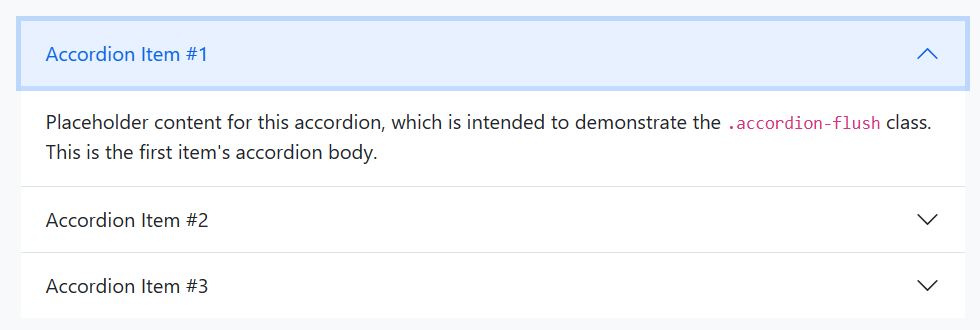 Accordion Item #1
Placeholder content for this accordion, which is intended to demonstrate the .accordion-flush class.
This is the first item's accordion body.
Accordion Item #2
Accordion Item #3